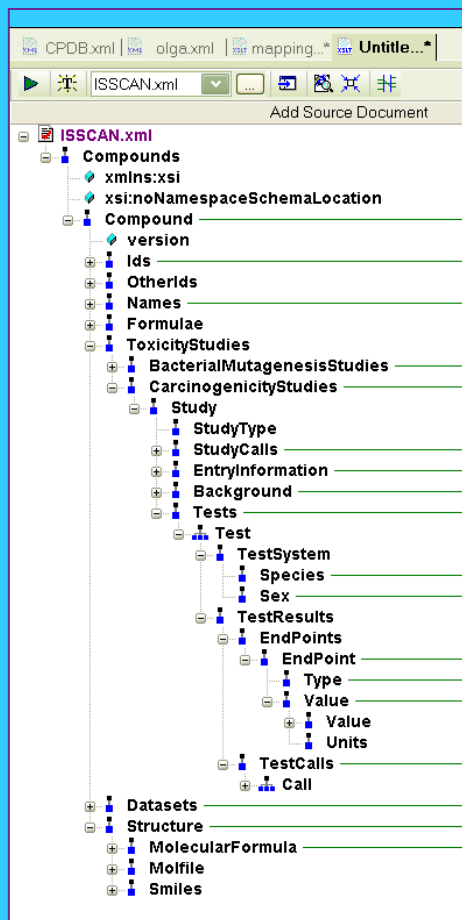 CPDB.xml olga.xml mapping...* Untitle...*
ISSCAN.xml ...
Add Source Document
ISSCAN.xml
Compounds
xmlns:xsi
xsi:noNamespaceSchemaLocation
Compound
version
Ids
OtherIds
Names
Formulae
ToxicityStudies
BacterialMutagenesisStudies
CarcinogenicityStudies
Study
StudyType
StudyCalls
EntryInformation
Background
Tests
Test
TestSystem
Species
Sex
TestResults
EndPoints
EndPoint
Type
Value
Value
Units
TestCalls
Call
Datasets
Structure
MolecularFormula
Molfile
Smiles